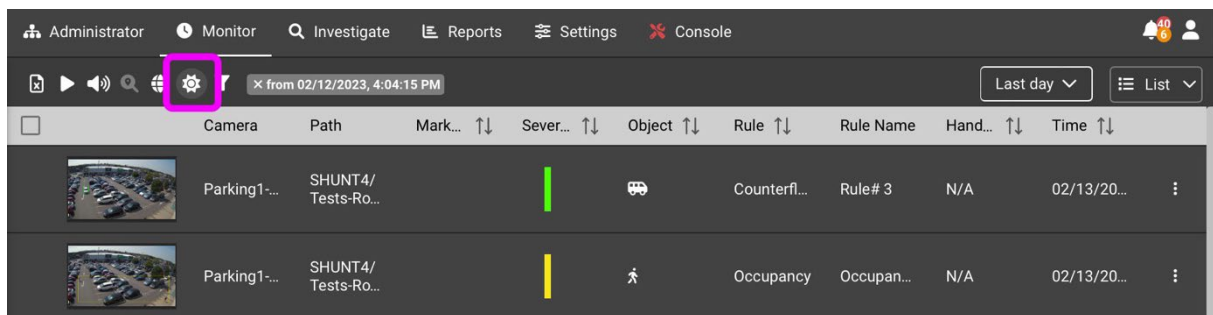 Administrator Monitor Investigate Reports Settings Console 40 6
× from 02/12/2023, 4:04:15 PM Last day List
Camera Path Mark... Sever... Object Rule Rule Name Hand... Time
Parking1-... SHUNT4/ Counterfl... Rule# 3 N/A 02/13/20...
Tests-Ro...
Parking1-... SHUNT4/ Occupancy Occupan... N/A 02/13/20...
Tests-Ro...